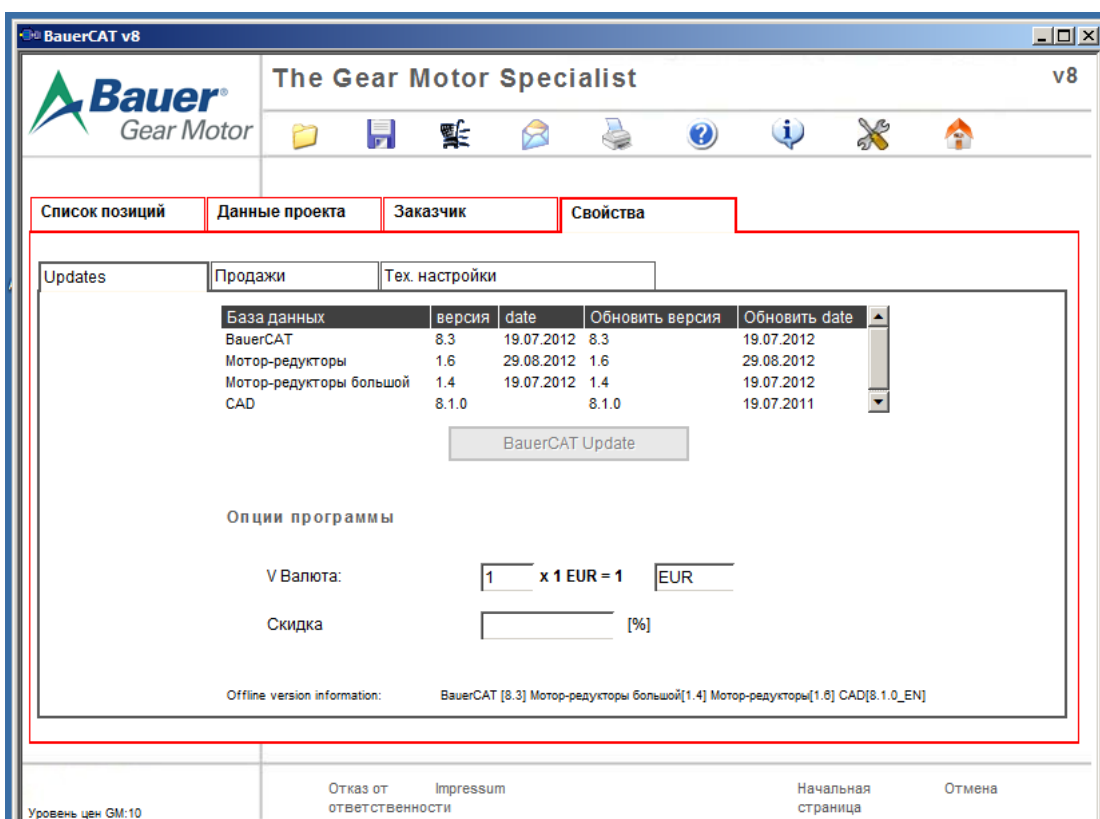 BauerCAT v8
Bauer®
Gear Motor
The Gear Motor Specialist
v8
Список позиций Данные проекта Заказчик Свойства
Updates Продажи Тех. настройки
База данных версия date Обновить версия Обновить date
BauerCAT 8.3 19.07.2012 8.3 19.07.2012
Мотор-редукторы 1.6 29.08.2012 1.6 29.08.2012
Мотор-редукторы большой 1.4 19.07.2012 1.4 19.07.2012
CAD 8.1.0 8.1.0 19.07.2011
BauerCAT Update
Опции программы
V Валюта: 1 x 1 EUR = 1 EUR
Скидка [%]
Offline version information: BauerCAT [8.3] Мотор-редукторы большой[1.4] Мотор-редукторы[1.6] CAD[8.1.0_EN]
Отказ от ответственности Impressum Начальная страница Отмена
Уровень цен GM:10